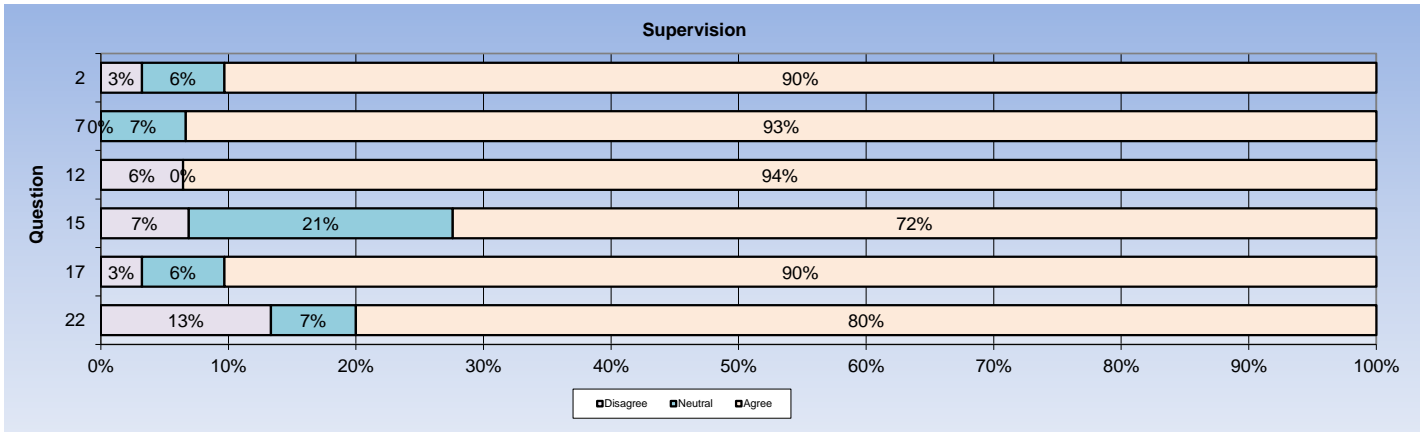 Supervision
2 3% 6% 90%
7 0% 7% 93%
12 6% 0% 94%
15 7% 21% 72%
17 3% 6% 90%
22 13% 7% 80%
Question
0% 10% 20% 30% 40% 50% 60% 70% 80% 90% 100%
Disagree Neutral Agree